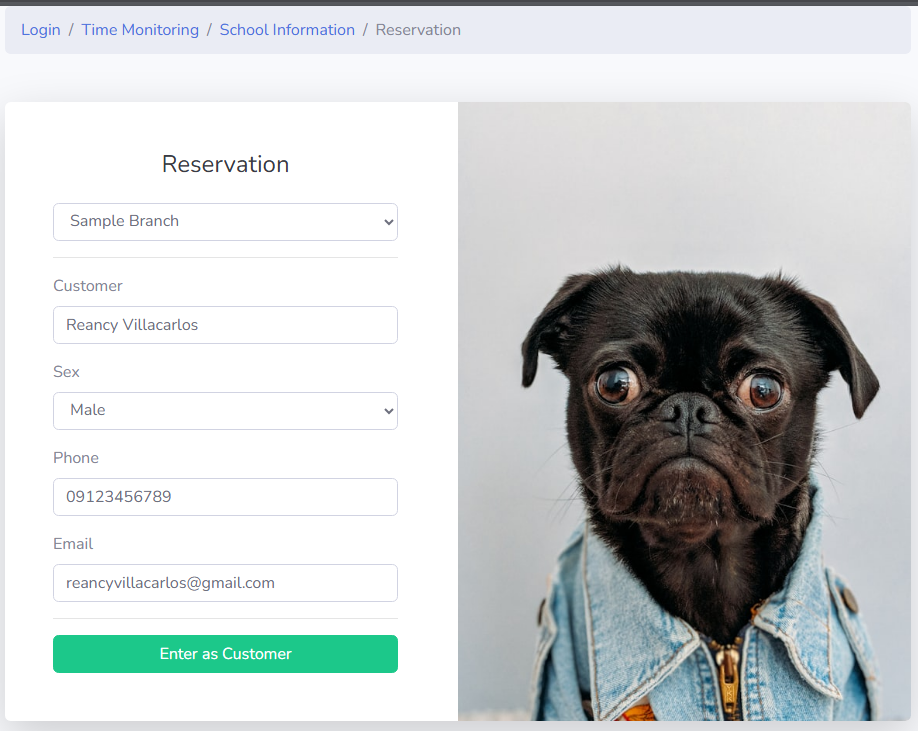 Login / Time Monitoring / School Information / Reservation
Reservation
Sample Branch
Customer
Reancy Villacarlos
Sex
Male
Phone
09123456789
Email
reancyvillacarlos@gmail.com
Enter as Customer